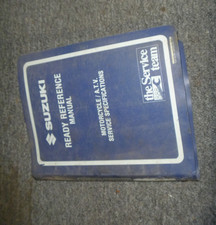 SUZUKI
READY REFERENCE
MANUAL
MOTORCYCLE / A.T.V.
SERVICE SPECIFICATIONS
the Service
team